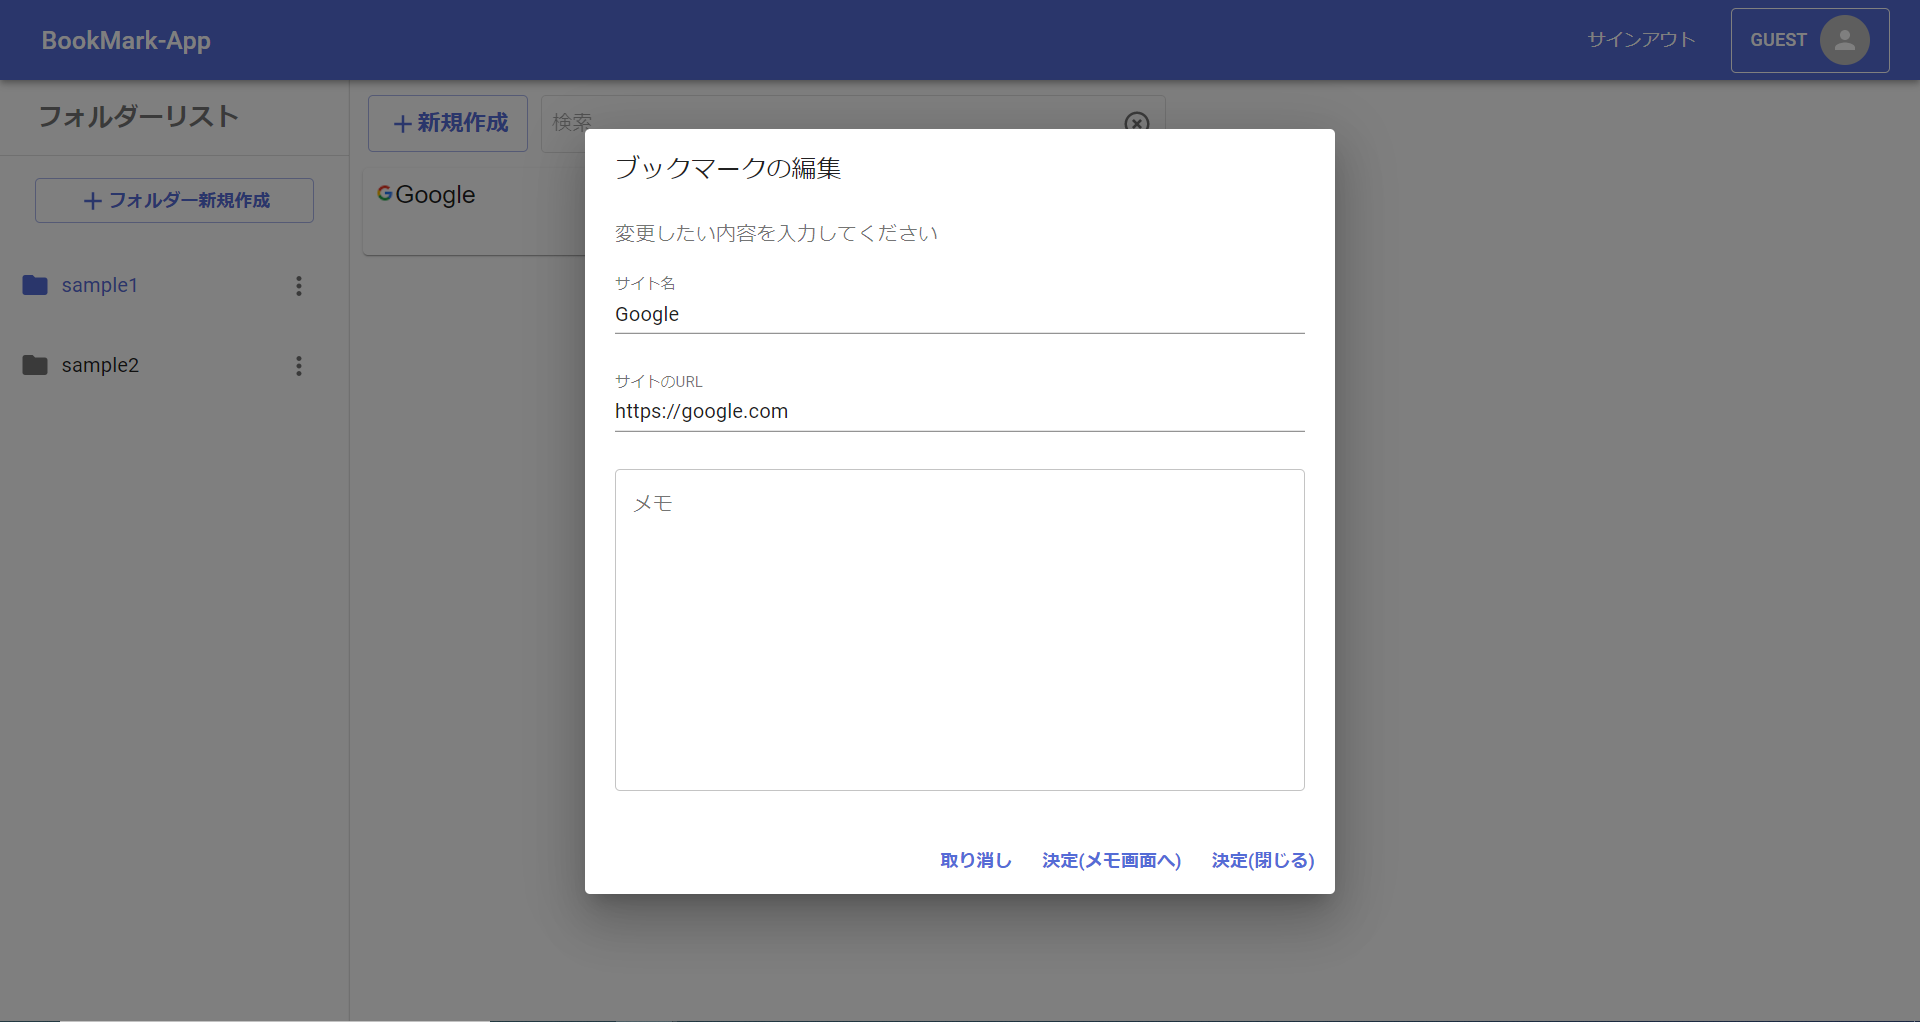 BookMark-App
サインアウト
GUEST
フォルダーリスト
+ フォルダー新規作成
sample1
sample2
+ 新規作成
検索
Google
ブックマークの編集
変更したい内容を入力してください
サイト名
Google
サイトのURL
https://google.com
メモ
取り消し
決定(メモ画面へ)
決定(閉じる)